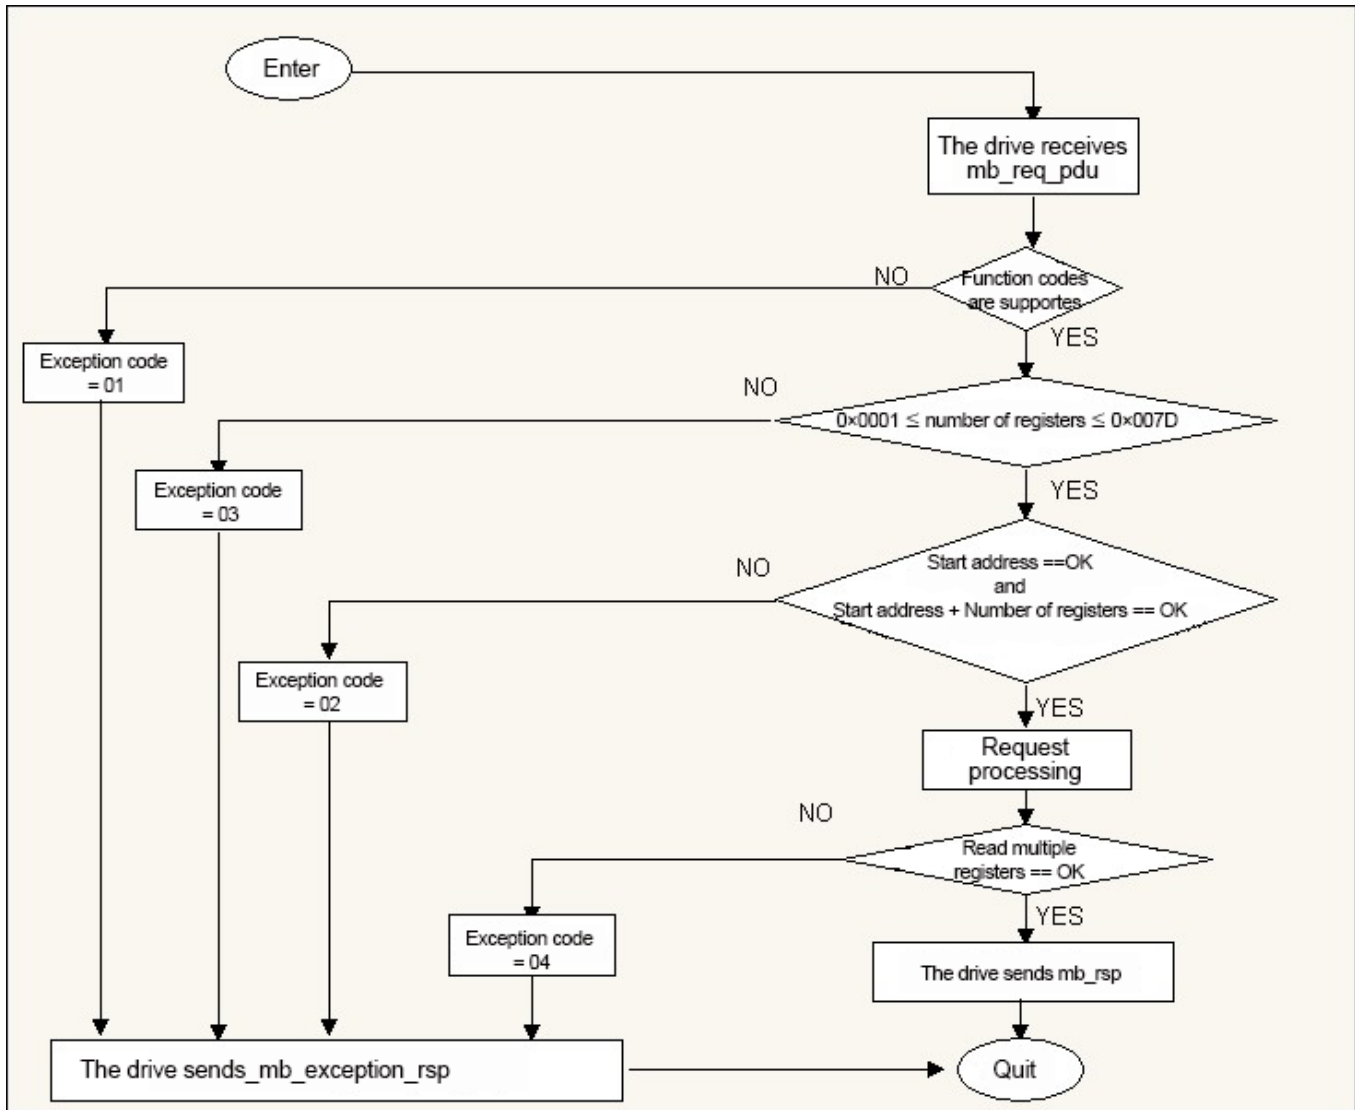 Enter
The drive receives
mb_req_pdu
NO
Function codes
are supportes
YES
Exception code
= 01
NO
0×0001 ≤ number of registers ≤ 0×007D
YES
Exception code
= 03
NO
Start address ==OK
and
Start address + Number of registers == OK
YES
Exception code
= 02
Request
processing
NO
Read multiple
registers == OK
YES
Exception code
= 04
The drive sends mb_rsp
The drive sends_mb_exception_rsp
Quit